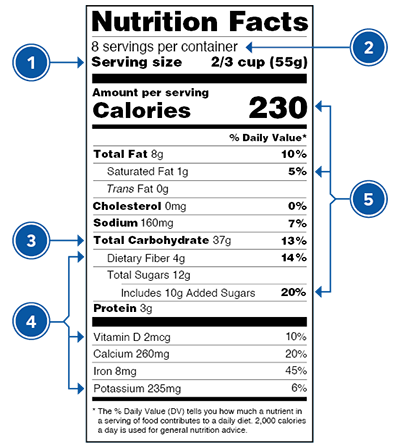 Nutrition Facts
8 servings per container
2
1
Serving size 2/3 cup (55g)
Amount per serving
Calories 230
% Daily Value*
Total Fat 8g 10%
Saturated Fat 1g 5%
Trans Fat 0g
5
Cholesterol 0mg 0%
Sodium 160mg 7%
3
Total Carbohydrate 37g 13%
Dietary Fiber 4g 14%
Total Sugars 12g
Includes 10g Added Sugars 20%
Protein 3g
4
Vitamin D 2mcg 10%
Calcium 260mg 20%
Iron 8mg 45%
Potassium 235mg 6%
* The % Daily Value (DV) tells you how much a nutrient in
a serving of food contributes to a daily diet. 2,000 calories
a day is used for general nutrition advice.